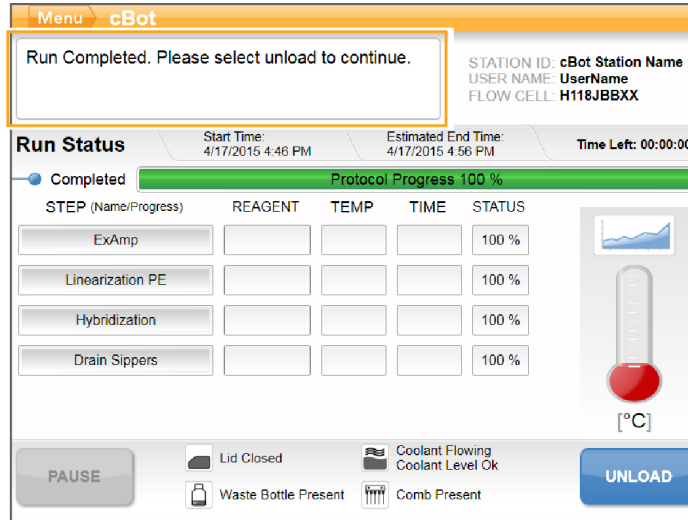 Menu cBot
Run Completed. Please select unload to continue.
STATION ID: cBot Station Name
USER NAME: UserName
FLOW CELL: H118JBBXX
Run Status
Start Time:
4/17/2015 4:46 PM
Estimated End Time:
4/17/2015 4:56 PM
Time Left: 00:00:00
Completed
Protocol Progress 100 %
STEP (Name/Progress) REAGENT TEMP TIME STATUS
ExAmp 100 %
Linearization PE 100 %
Hybridization 100 %
Drain Sippers 100 %
[°C]
PAUSE
Lid Closed
Coolant Flowing
Coolant Level Ok
Waste Bottle Present
Comb Present
UNLOAD